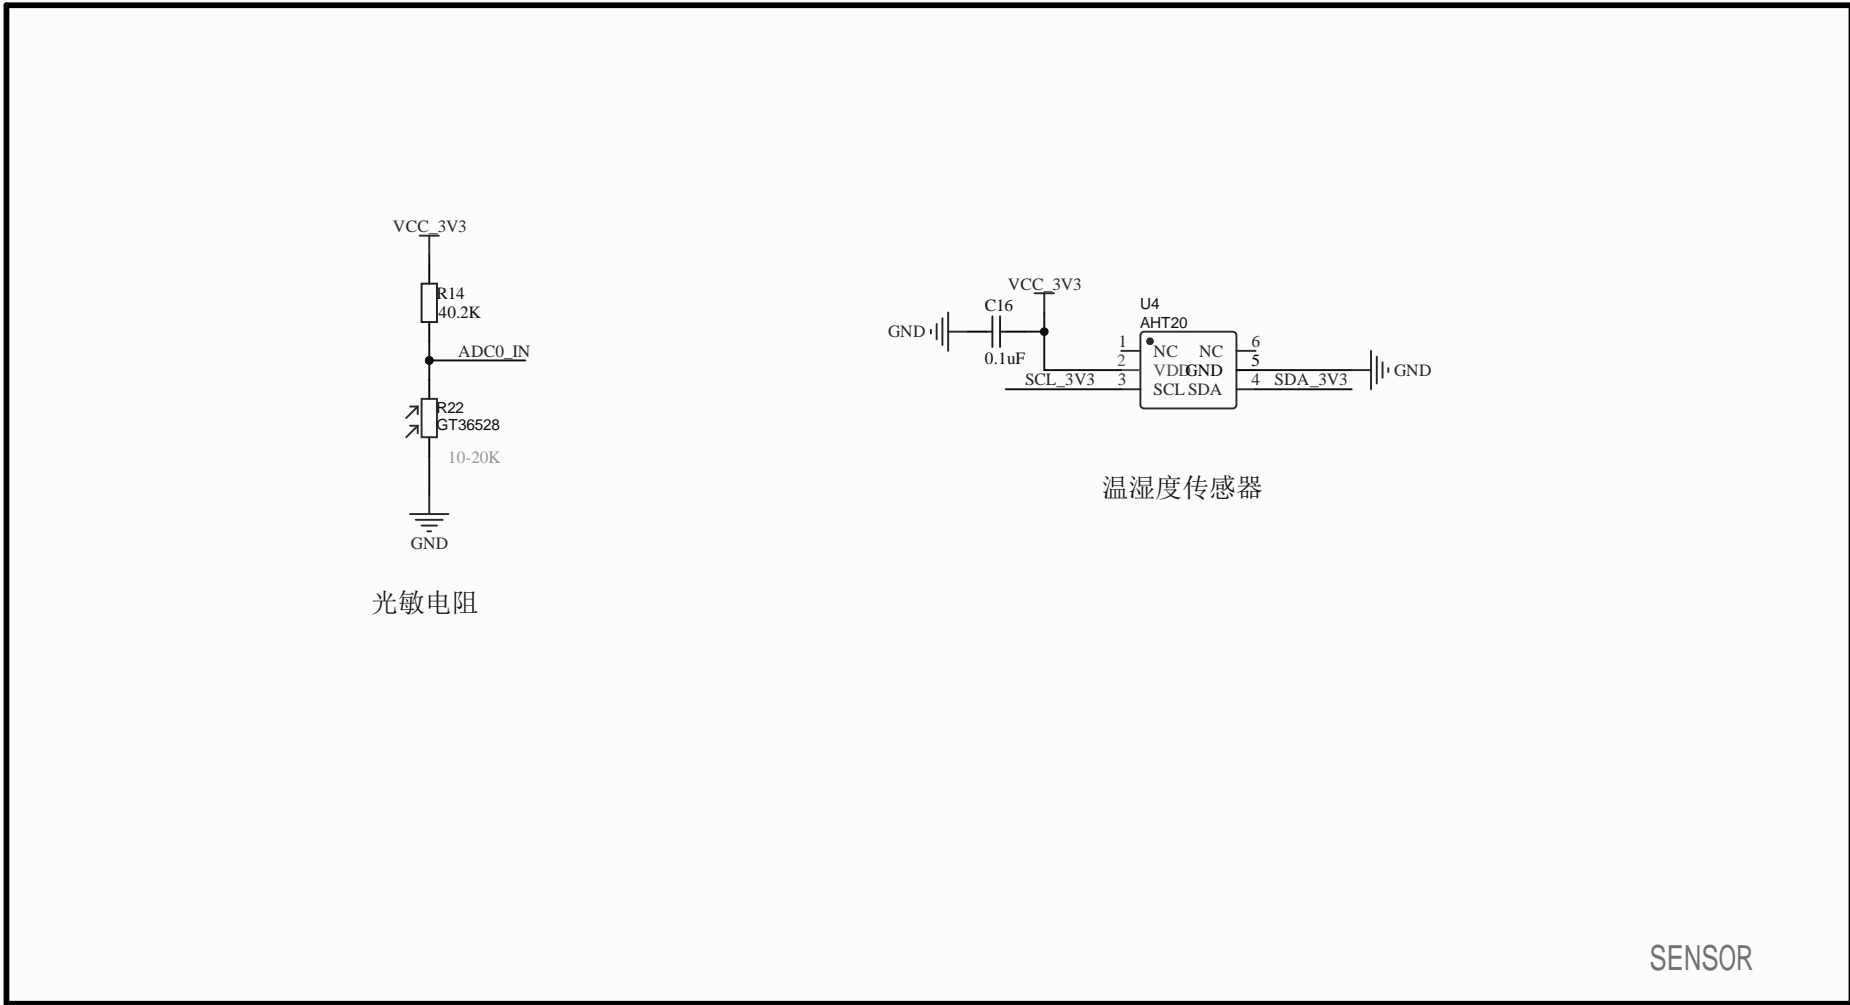 VCC_3V3
R14
40.2K
ADC0_IN
R22
GT36528
10-20K
GND
光敏电阻
VCC_3V3
C16
GND
0.1uF
U4
AHT20
1 NC NC 6
2 VDD GND 5
SCL_3V3 3 SCL SDA 4 SDA_3V3
GND
温湿度传感器
SENSOR